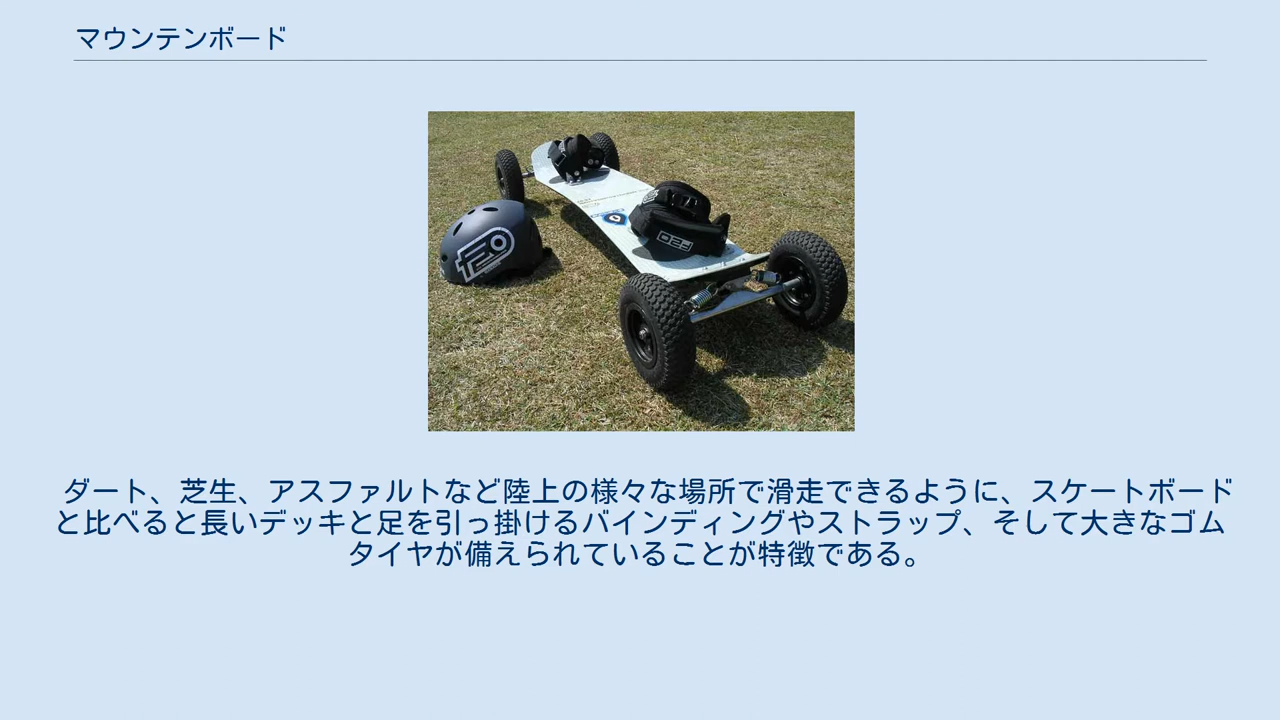 マウンテンボード
ダート、芝生、アスファルトなど陸上の様々な場所で滑走できるように、スケートボード
と比べると長いデッキと足を引っ掛けるバインディングやストラップ、そして大きなゴム
タイヤが備えられていることが特徴である。